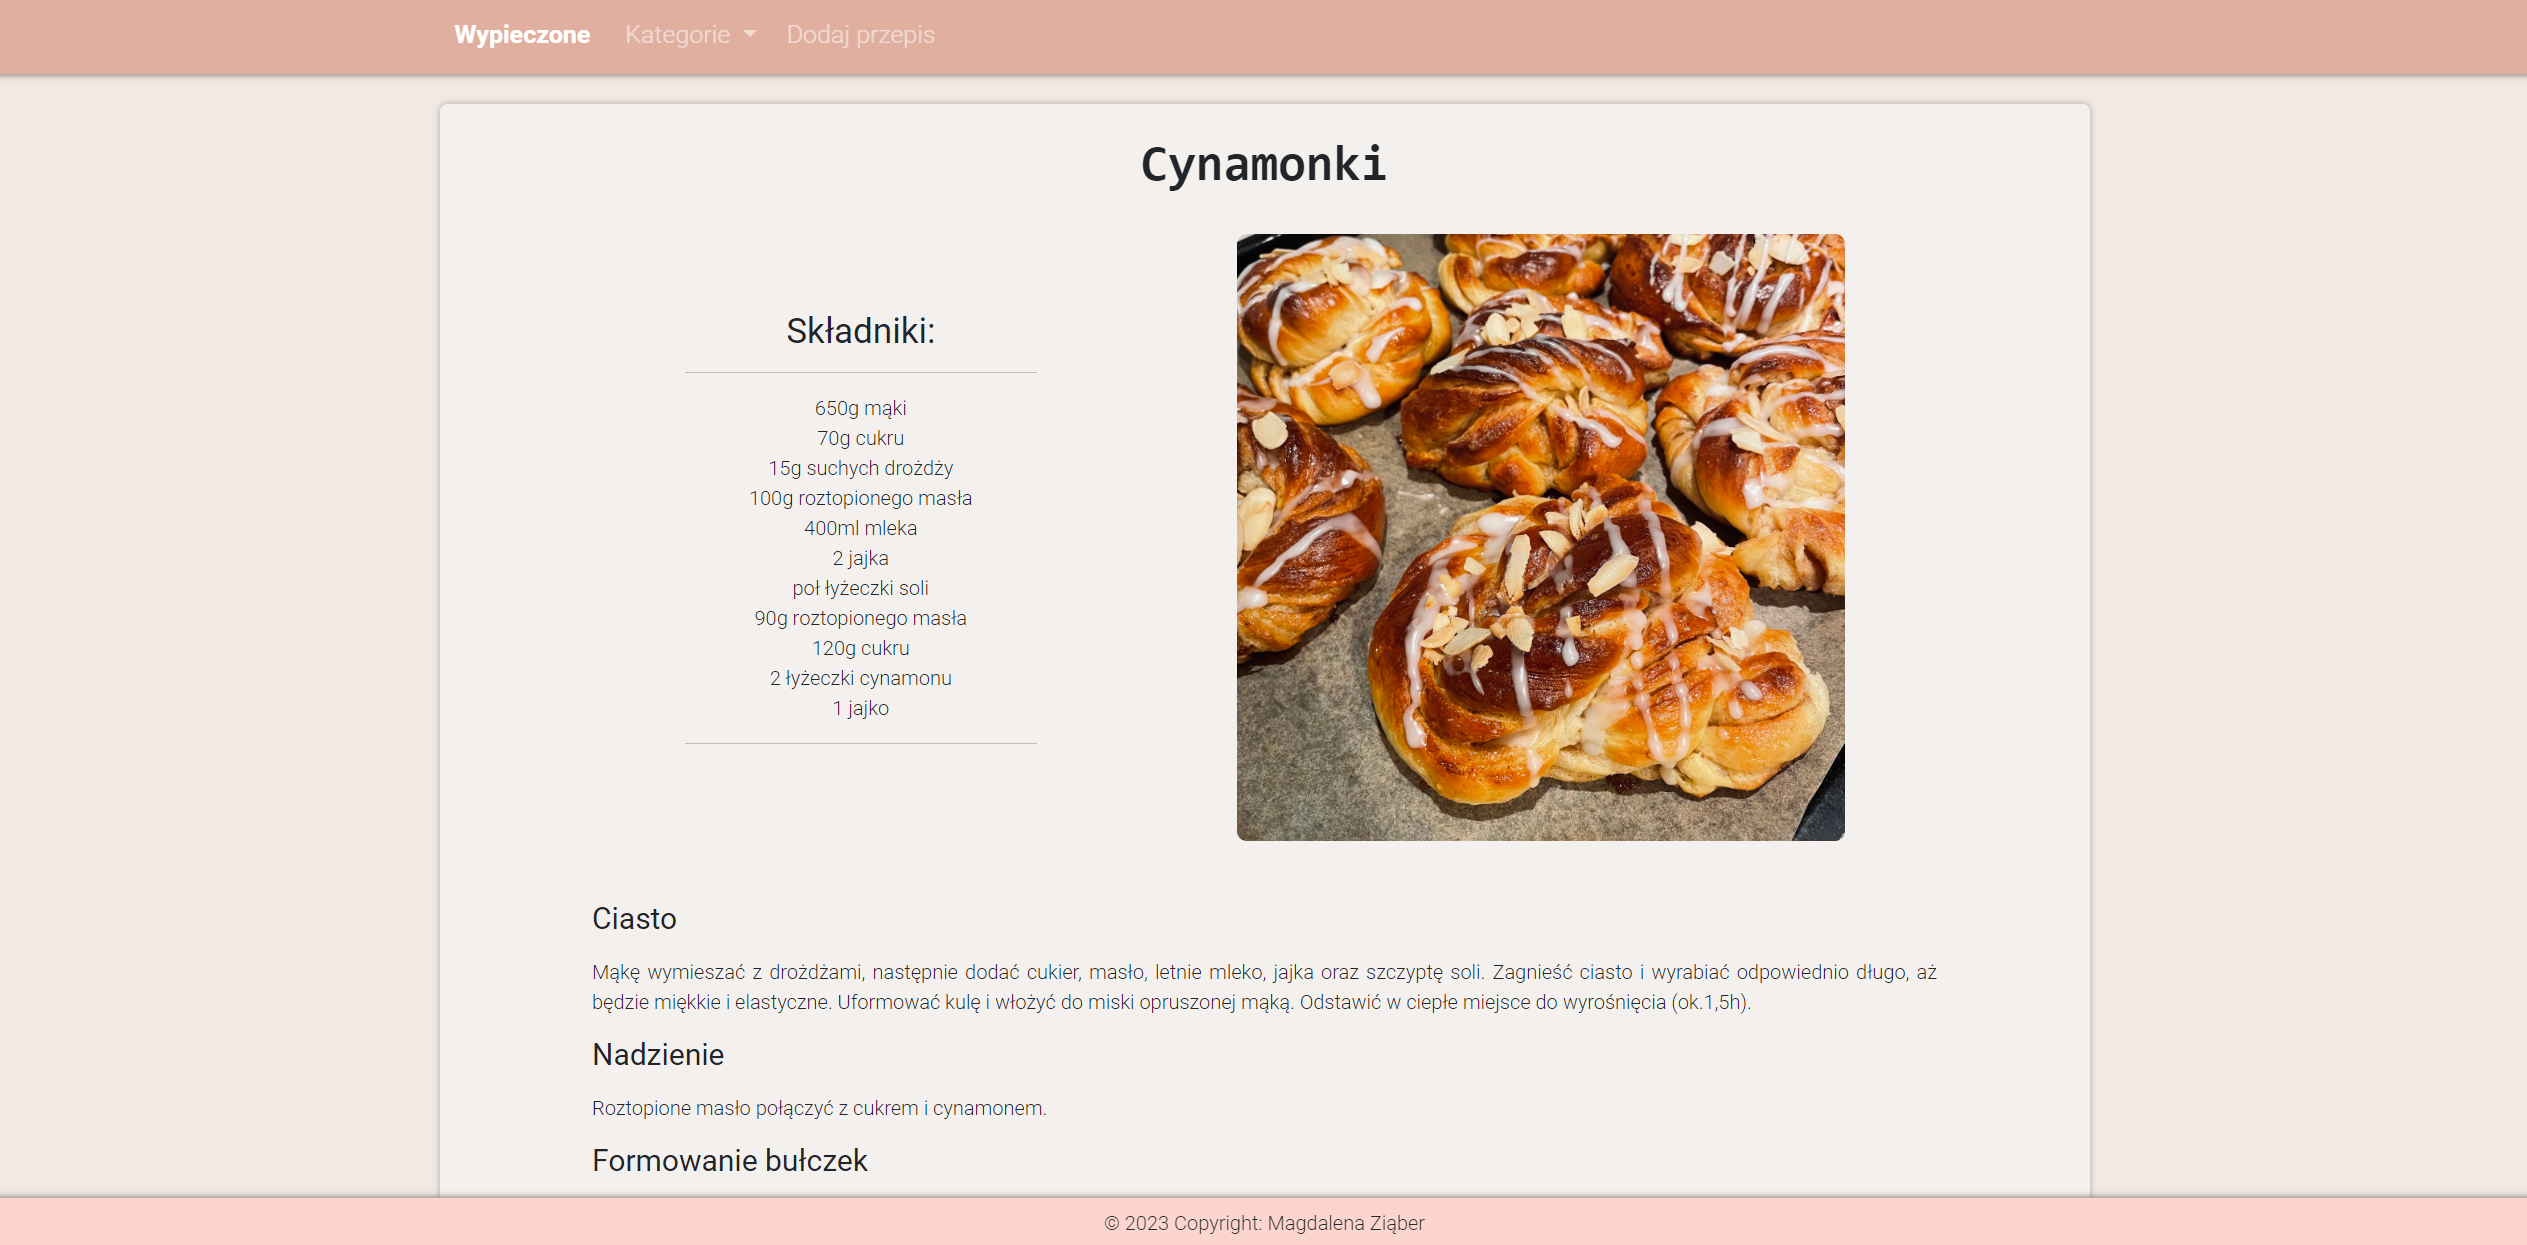 Wypieczone Kategorie Dodaj przepis
Cynamonki
Składniki:
650g mąki
70g cukru
15g suchych drożdży
100g roztopionego masła
400ml mleka
2 jajka
poł łyżeczki soli
90g roztopionego masła
120g cukru
2 łyżeczki cynamonu
1 jajko
Ciasto
Mąkę wymieszać z drożdżami, następnie dodać cukier, masło, letnie mleko, jajka oraz szczyptę soli. Zagnieść ciasto i wyrabiać odpowiednio długo, aż
będzie miękkie i elastyczne. Uformować kulę i włożyć do miski opruszonej mąką. Odstawić w ciepłe miejsce do wyrośnięcia (ok.1,5h).
Nadzienie
Roztopione masło połączyć z cukrem i cynamonem.
Formowanie bułczek
© 2023 Copyright: Magdalena Ziąber